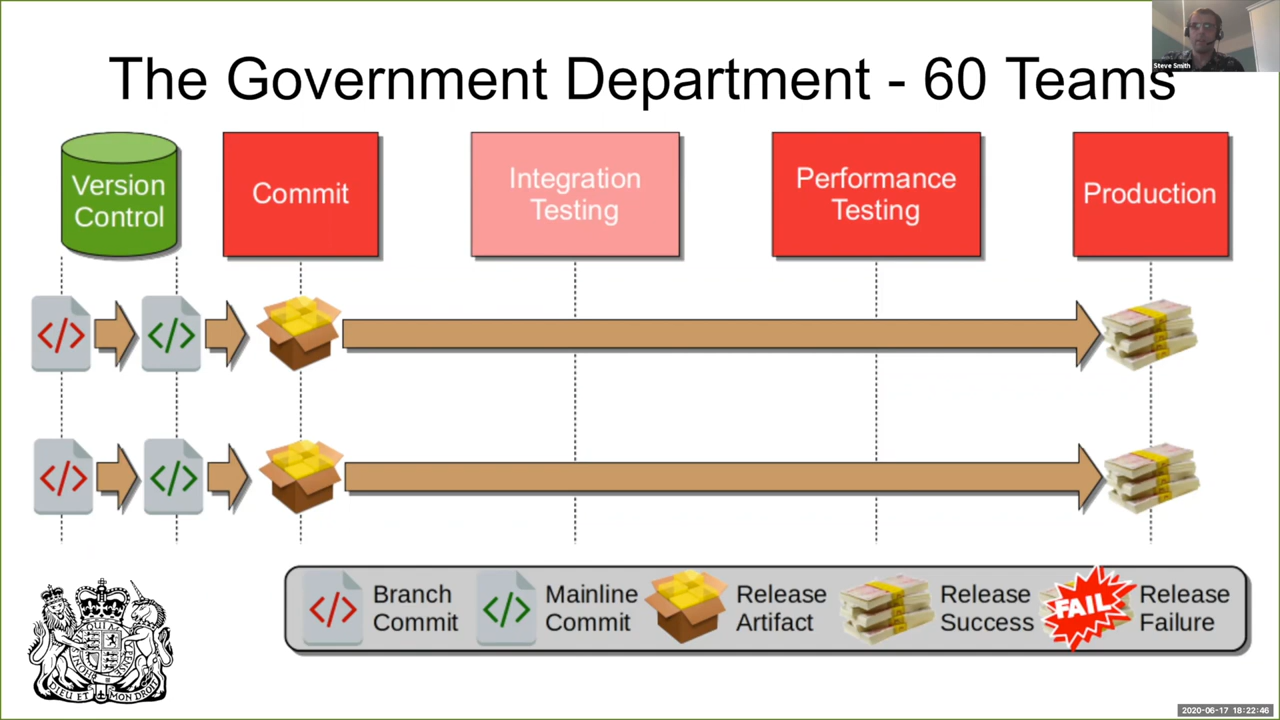 The Government Department - 60 Teams
Steve Smith
Version
Control
Commit
Integration
Testing
Performance
Testing
Production
</>
</>
</>
</>
</>
Branch
Commit
</>
Mainline
Commit
Release
Artifact
Release
Success
FAIL
Release
Failure
DIEU ET MON DROIT
2020-06-17 18:22:46